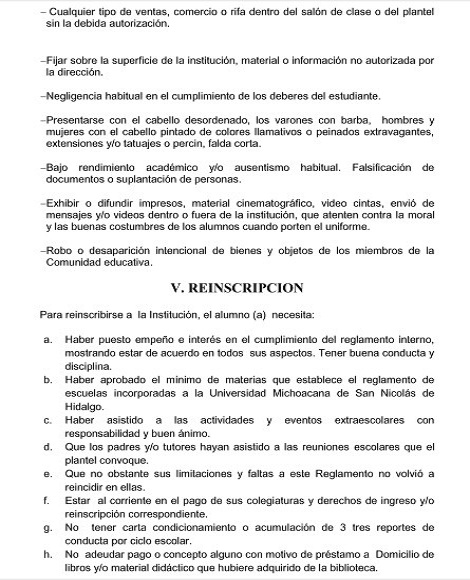 – Cualquier tipo de ventas, comercio o rifa dentro del salón de clase o del plantel
sin la debida autorización.
–Fijar sobre la superficie de la institución, material o información no autorizada por
la dirección.
–Negligencia habitual en el cumplimiento de los deberes del estudiante.
–Presentarse con el cabello desordenado, los varones con barba, hombres y
mujeres con el cabello pintado de colores llamativos o peinados extravagantes,
extensiones y/o tatuajes o percin, falda corta.
–Bajo rendimiento académico y/o ausentismo habitual. Falsificación de
documentos o suplantación de personas.
–Exhibir o difundir impresos, material cinematográfico, video cintas, envió de
mensajes y/o videos dentro o fuera de la institución, que atenten contra la moral
y las buenas costumbres de los alumnos cuando porten el uniforme.
–Robo o desaparición intencional de bienes y objetos de los miembros de la
Comunidad educativa.
V. REINSCRIPCION
Para reinscribirse a la Institución, el alumno (a) necesita:
a. Haber puesto empeño e interés en el cumplimiento del reglamento interno,
mostrando estar de acuerdo en todos sus aspectos. Tener buena conducta y
disciplina.
b. Haber aprobado el mínimo de materias que establece el reglamento de
escuelas incorporadas a la Universidad Michoacana de San Nicolás de
Hidalgo.
c. Haber asistido a las actividades y eventos extraescolares con
responsabilidad y buen ánimo.
d. Que los padres y/o tutores hayan asistido a las reuniones escolares que el
plantel convoque.
e. Que no obstante sus limitaciones y faltas a este Reglamento no volvió a
reincidir en ellas.
f. Estar al corriente en el pago de sus colegiaturas y derechos de ingreso y/o
reinscripción correspondiente.
g. No tener carta condicionamiento o acumulación de 3 tres reportes de
conducta por ciclo escolar.
h. No adeudar pago o concepto alguno con motivo de préstamo a Domicilio de
libros y/o material didáctico que hubiere adquirido de la biblioteca.